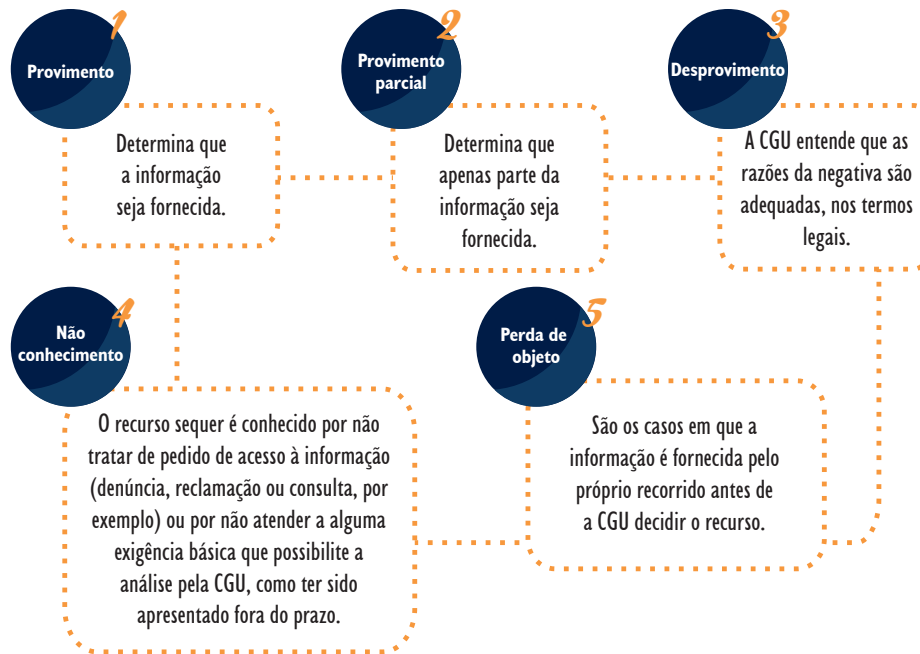 1
Provimento
Determina que
a informação
seja fornecida.
2
Provimento
parcial
Determina que
apenas parte da
informação seja
fornecida.
3
Desprovimento
A CGU entende que as
razões da negativa são
adequadas, nos termos
legais.
4
Não
conhecimento
O recurso sequer é conhecido por não
tratar de pedido de acesso à informação
(denúncia, reclamação ou consulta, por
exemplo) ou por não atender a alguma
exigência básica que possibilite a
análise pela CGU, como ter sido
apresentado fora do prazo.
5
Perda de
objeto
São os casos em que a
informação é fornecida pelo
próprio recorrido antes de
a CGU decidir o recurso.